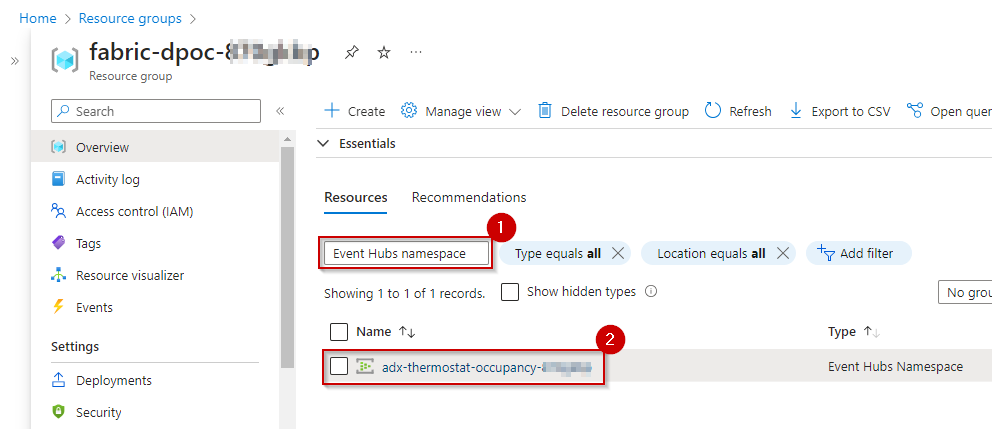 Home > Resource groups >
»
fabric-dpoc-
Resource group
Search
«
Overview
Activity log
Access control (IAM)
Tags
Resource visualizer
Events
Settings
Deployments
Security
Create Manage view Delete resource group Refresh Export to CSV Open quer
Essentials
Resources Recommendations
1
Event Hubs namespace Type equals all Location equals all Add filter
Showing 1 to 1 of 1 records. Show hidden types No grou
Name ↑↓ Type ↑↓
2
adx-thermostat-occupancy- Event Hubs Namespace